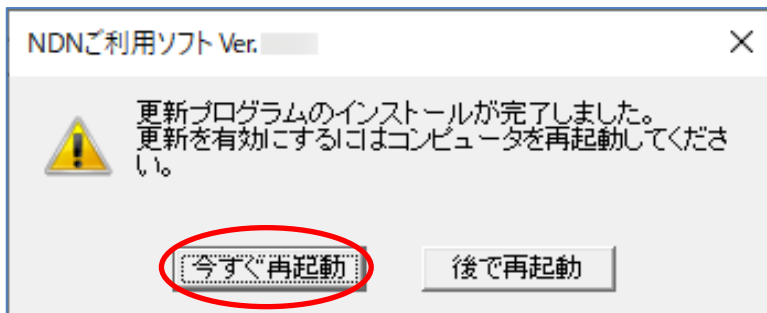 NDNご利用ソフト Ver.
更新プログラムのインストールが完了しました。
更新を有効にするにはコンピュータを再起動してくださ
い。
今すぐ再起動
後で再起動